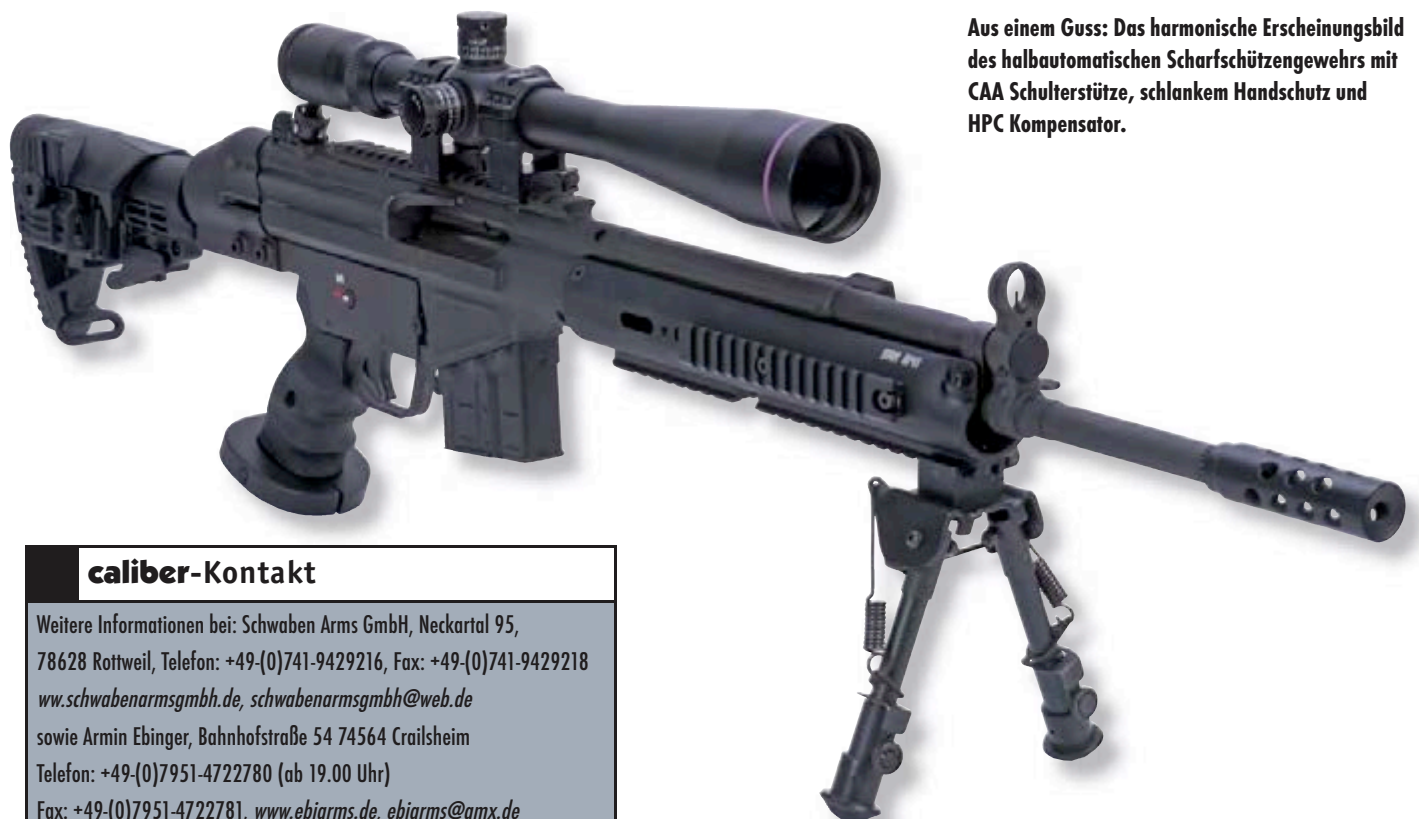 Aus einem Guss: Das harmonische Erscheinungsbild
des halbautomatischen Scharfschützengewehrs mit
CAA Schulterstütze, schlankem Handschutz und
HPC Kompensator.
caliber-Kontakt
Weitere Informationen bei: Schwaben Arms GmbH, Neckartal 95,
78628 Rottweil, Telefon: +49-(0)741-9429216, Fax: +49-(0)741-9429218
ww.schwabenarmsgmbh.de, schwabenarmsgmbh@web.de
sowie Armin Ebinger, Bahnhofstraße 54 74564 Crailsheim
Telefon: +49-(0)7951-4722780 (ab 19.00 Uhr)
Fax: +49-(0)7951-4722781, www.ebiarms.de, ebiarms@gmx.de